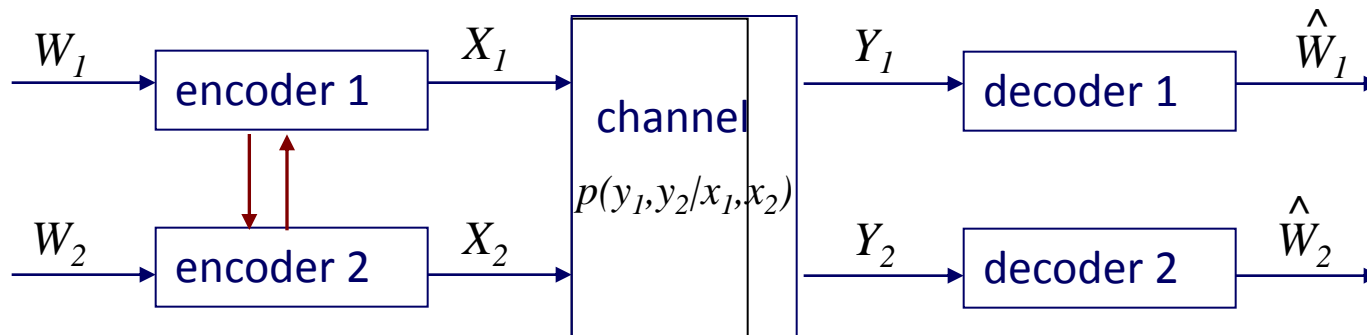 W₁ X₁ Y₁ Ŵ₁
encoder 1 decoder 1
channel
p(y₁,y₂/x₁,x₂)
W₂ X₂ Y₂ Ŵ₂
encoder 2 decoder 2